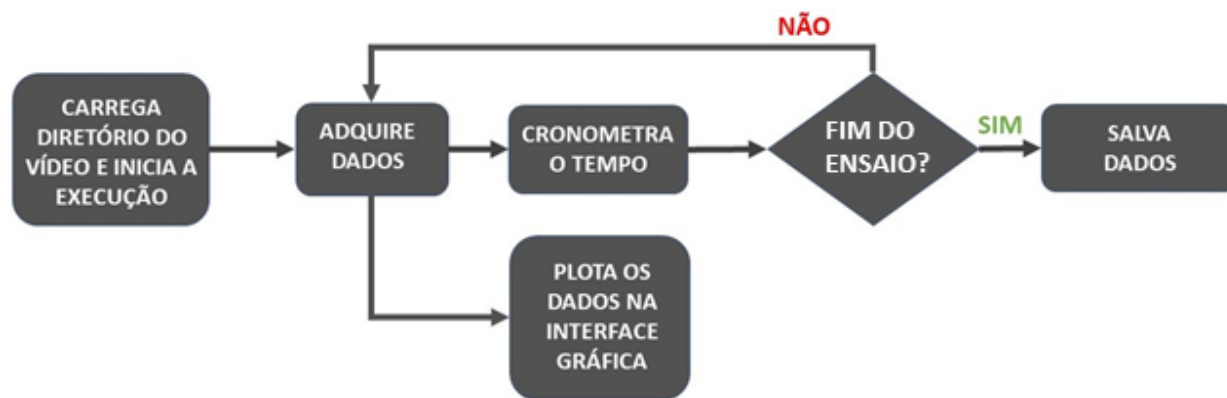 CARREGA
DIRETÓRIO DO
VÍDEO E INICIA A
EXECUÇÃO
ADQUIRE
DADOS
CRONOMETRA
O TEMPO
NÃO
FIM DO
ENSAIO?
SIM
SALVA
DADOS
PLOTA OS
DADOS NA
INTERFACE
GRÁFICA